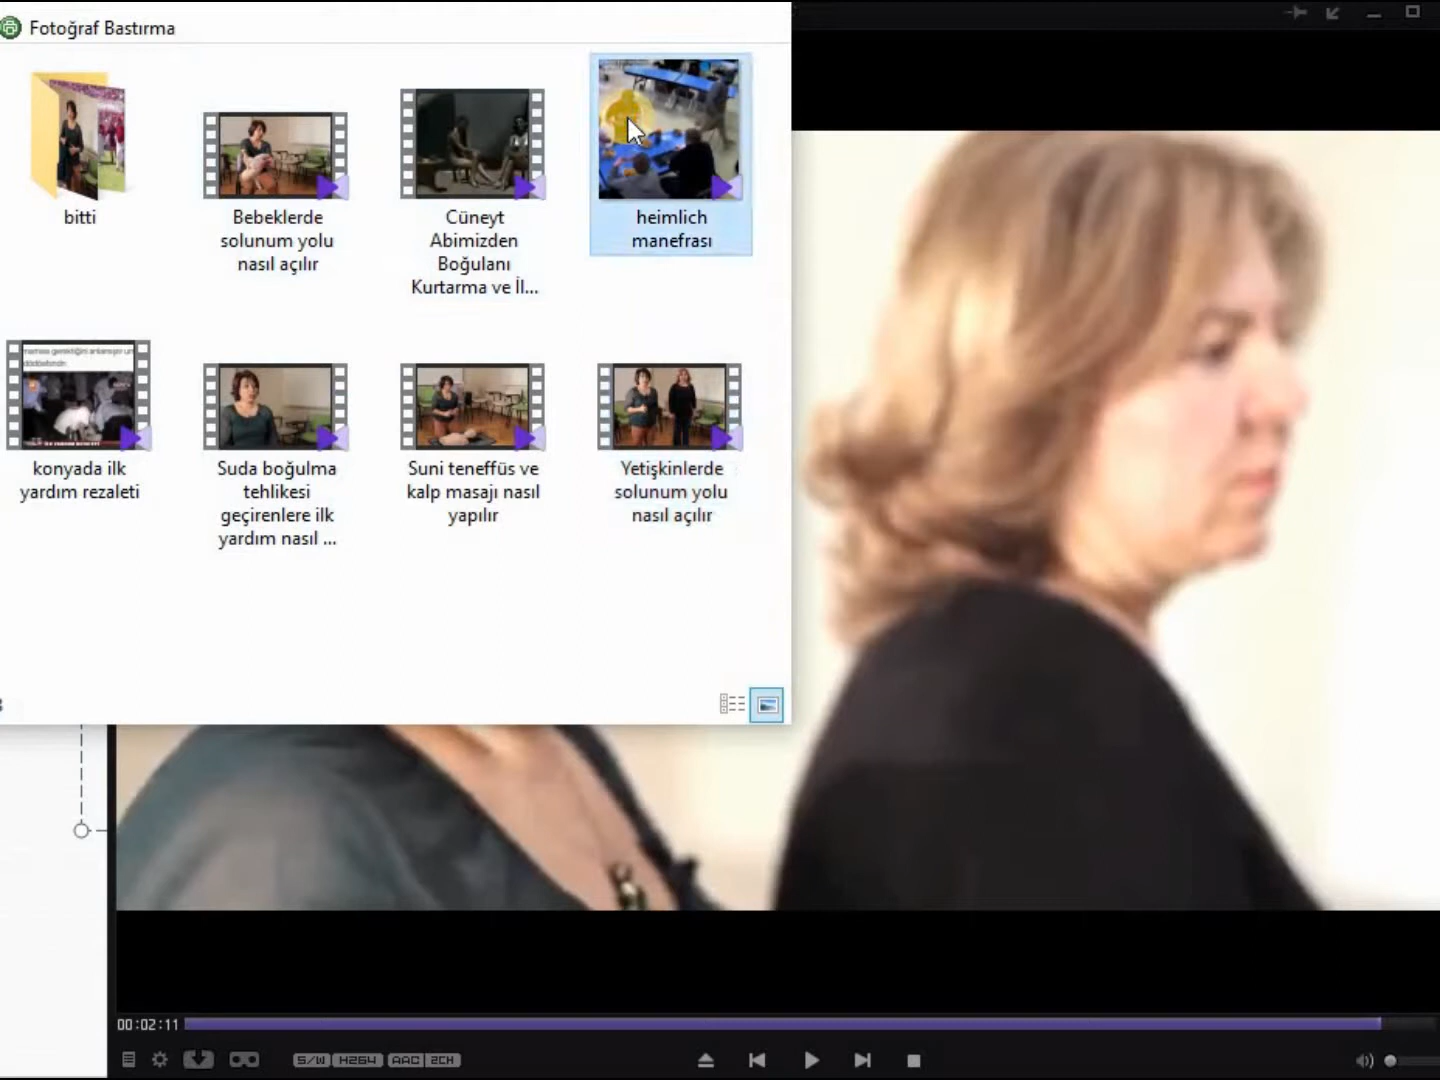 Fotoğraf Bastırma
bitti
Bebeklerde
solunum yolu
nasıl açılır
Cüneyt
Abimizden
Boğulanı
Kurtarma ve İl...
heimlich
manefrası
konyada ilk
yardım rezaleti
Suda boğulma
tehlikesi
geçirenlere ilk
yardım nasıl ...
Suni teneffüs ve
kalp masajı nasıl
yapılır
Yetişkinlerde
solunum yolu
nasıl açılır
00:02:11
S/W H264 AAC 2CH